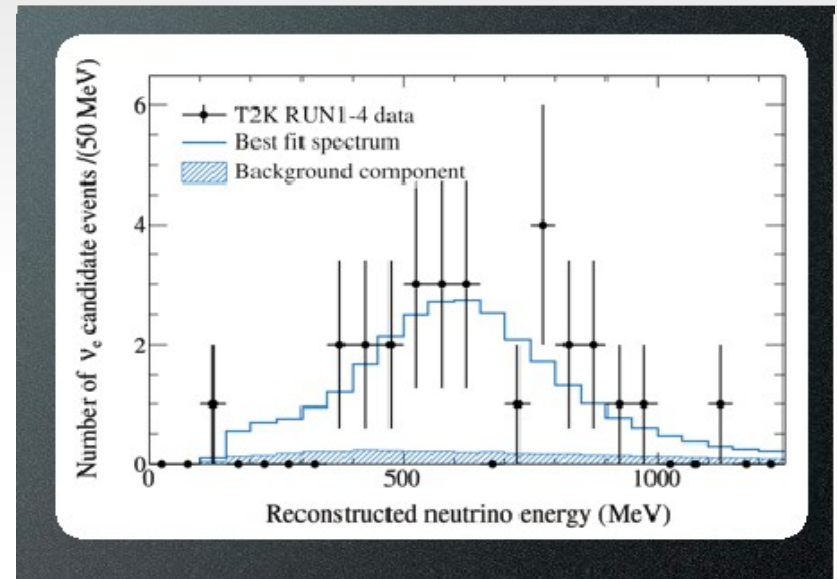 Number of νe candidate events /(50 MeV)
6
4
2
0
T2K RUN1-4 data
Best fit spectrum
Background component
0 500 1000
Reconstructed neutrino energy (MeV)